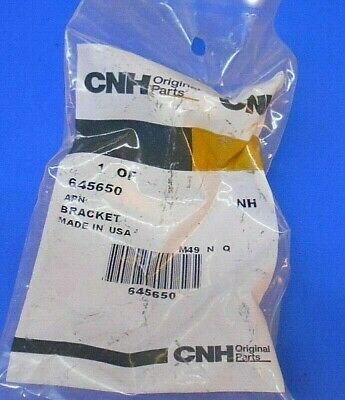 CNH Original Parts
CNH
1 OF
645650
NH
APN:
BRACKET
MADE IN USA
M49 N Q
645650
CNH Original Parts